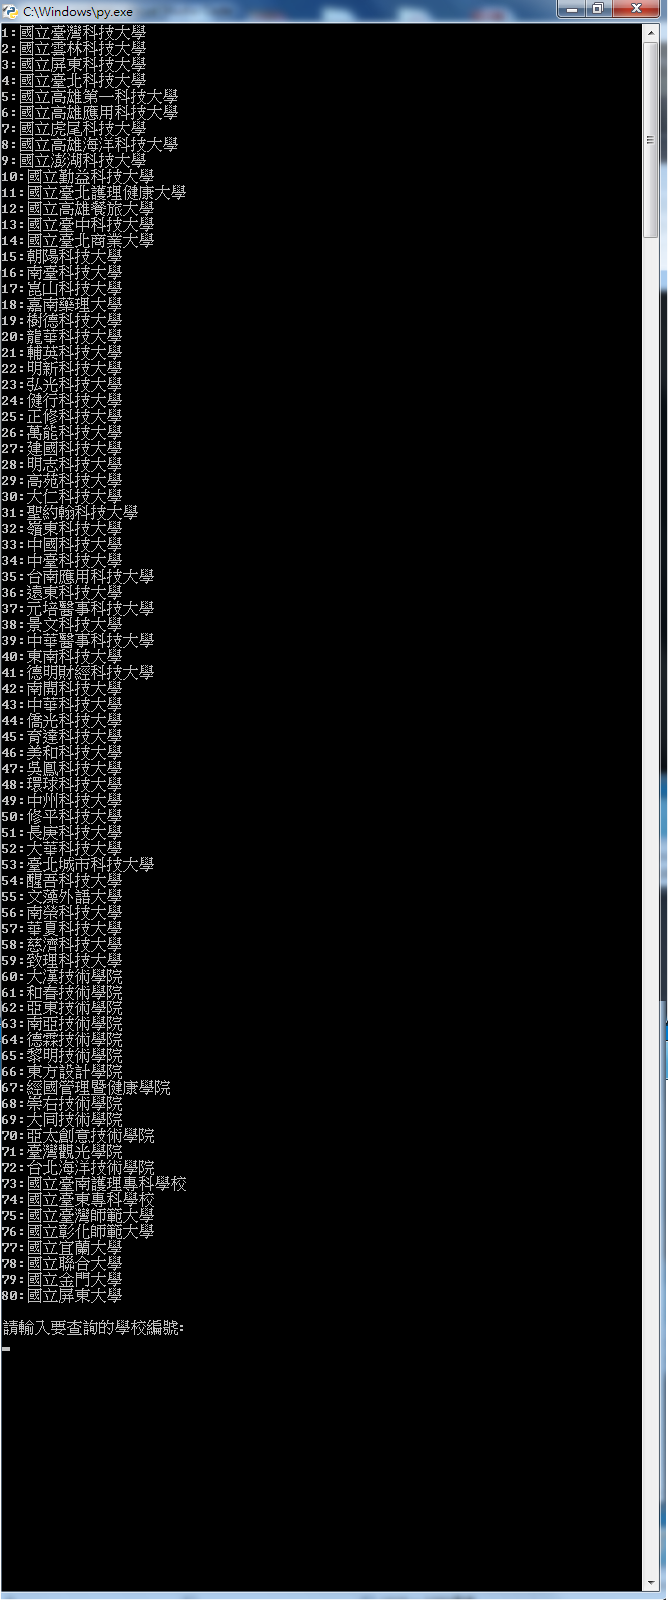 C:\Windows\py.exe
1:國立臺灣科技大學
2:國立雲林科技大學
3:國立屏東科技大學
4:國立臺北科技大學
5:國立高雄第一科技大學
6:國立高雄應用科技大學
7:國立虎尾科技大學
8:國立高雄海洋科技大學
9:國立澎湖科技大學
10:國立勤益科技大學
11:國立臺北護理健康大學
12:國立高雄餐旅大學
13:國立臺中科技大學
14:國立臺北商業大學
15:朝陽科技大學
16:南臺科技大學
17:崑山科技大學
18:嘉南藥理大學
19:樹德科技大學
20:龍華科技大學
21:輔英科技大學
22:明新科技大學
23:弘光科技大學
24:健行科技大學
25:正修科技大學
26:萬能科技大學
27:建國科技大學
28:明志科技大學
29:高苑科技大學
30:大仁科技大學
31:聖約翰科技大學
32:嶺東科技大學
33:中國科技大學
34:中臺科技大學
35:台南應用科技大學
36:遠東科技大學
37:元培醫事科技大學
38:景文科技大學
39:中華醫事科技大學
40:東南科技大學
41:德明財經科技大學
42:南開科技大學
43:中華科技大學
44:僑光科技大學
45:育達科技大學
46:美和科技大學
47:吳鳳科技大學
48:環球科技大學
49:中州科技大學
50:修平科技大學
51:長庚科技大學
52:大華科技大學
53:臺北城市科技大學
54:醒吾科技大學
55:文藻外語大學
56:南榮科技大學
57:華夏科技大學
58:慈濟科技大學
59:致理科技大學
60:大漢技術學院
61:和春技術學院
62:亞東技術學院
63:南亞技術學院
64:德霖技術學院
65:黎明技術學院
66:東方設計學院
67:經國管理暨健康學院
68:崇右技術學院
69:大同技術學院
70:亞太創意技術學院
71:臺灣觀光學院
72:台北海洋技術學院
73:國立臺南護理專科學校
74:國立臺東專科學校
75:國立臺灣師範大學
76:國立彰化師範大學
77:國立宜蘭大學
78:國立聯合大學
79:國立金門大學
80:國立屏東大學
請輸入要查詢的學校編號: